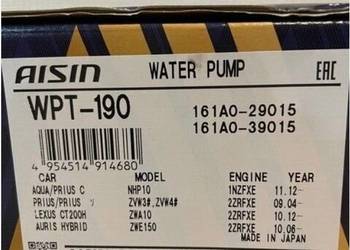 AISIN WATER PUMP EAC
WPT-190 161A0-29015
161A0-39015
4 954514 914680
CAR MODEL ENGINE YEAR
AQUA/PRIUS C NHP10 1NZFXE 11.12~
PRIUS/PRIUS ZVW3#, ZVW4# 2ZRFXE 09.04~
LEXUS CT200H ZWA10 2ZRFXE 10.12~
AURIS HYBRID ZWE150 2ZRFXE 10.06~
MADE IN JAPAN